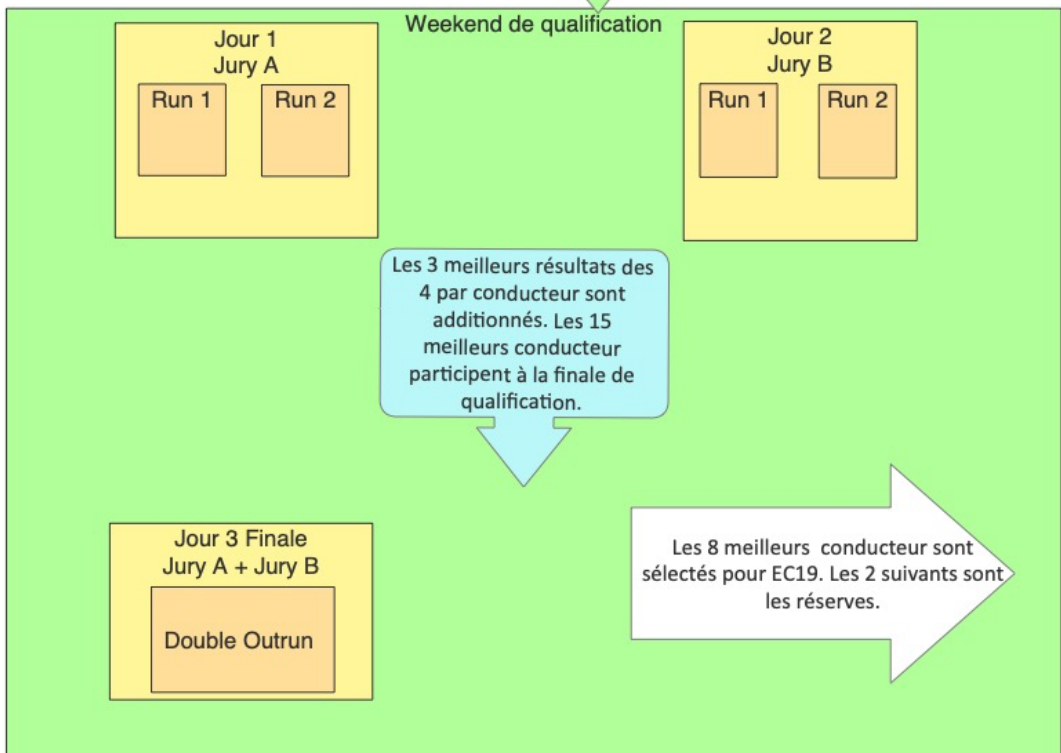 Weekend de qualification
Jour 1
Jury A
Run 1
Run 2
Jour 2
Jury B
Run 1
Run 2
Les 3 meilleurs résultats des
4 par conducteur sont
additionnés. Les 15
meilleurs conducteur
participent à la finale de
qualification.
Jour 3 Finale
Jury A + Jury B
Double Outrun
Les 8 meilleurs conducteur sont
sélectés pour EC19. Les 2 suivants sont
les réserves.